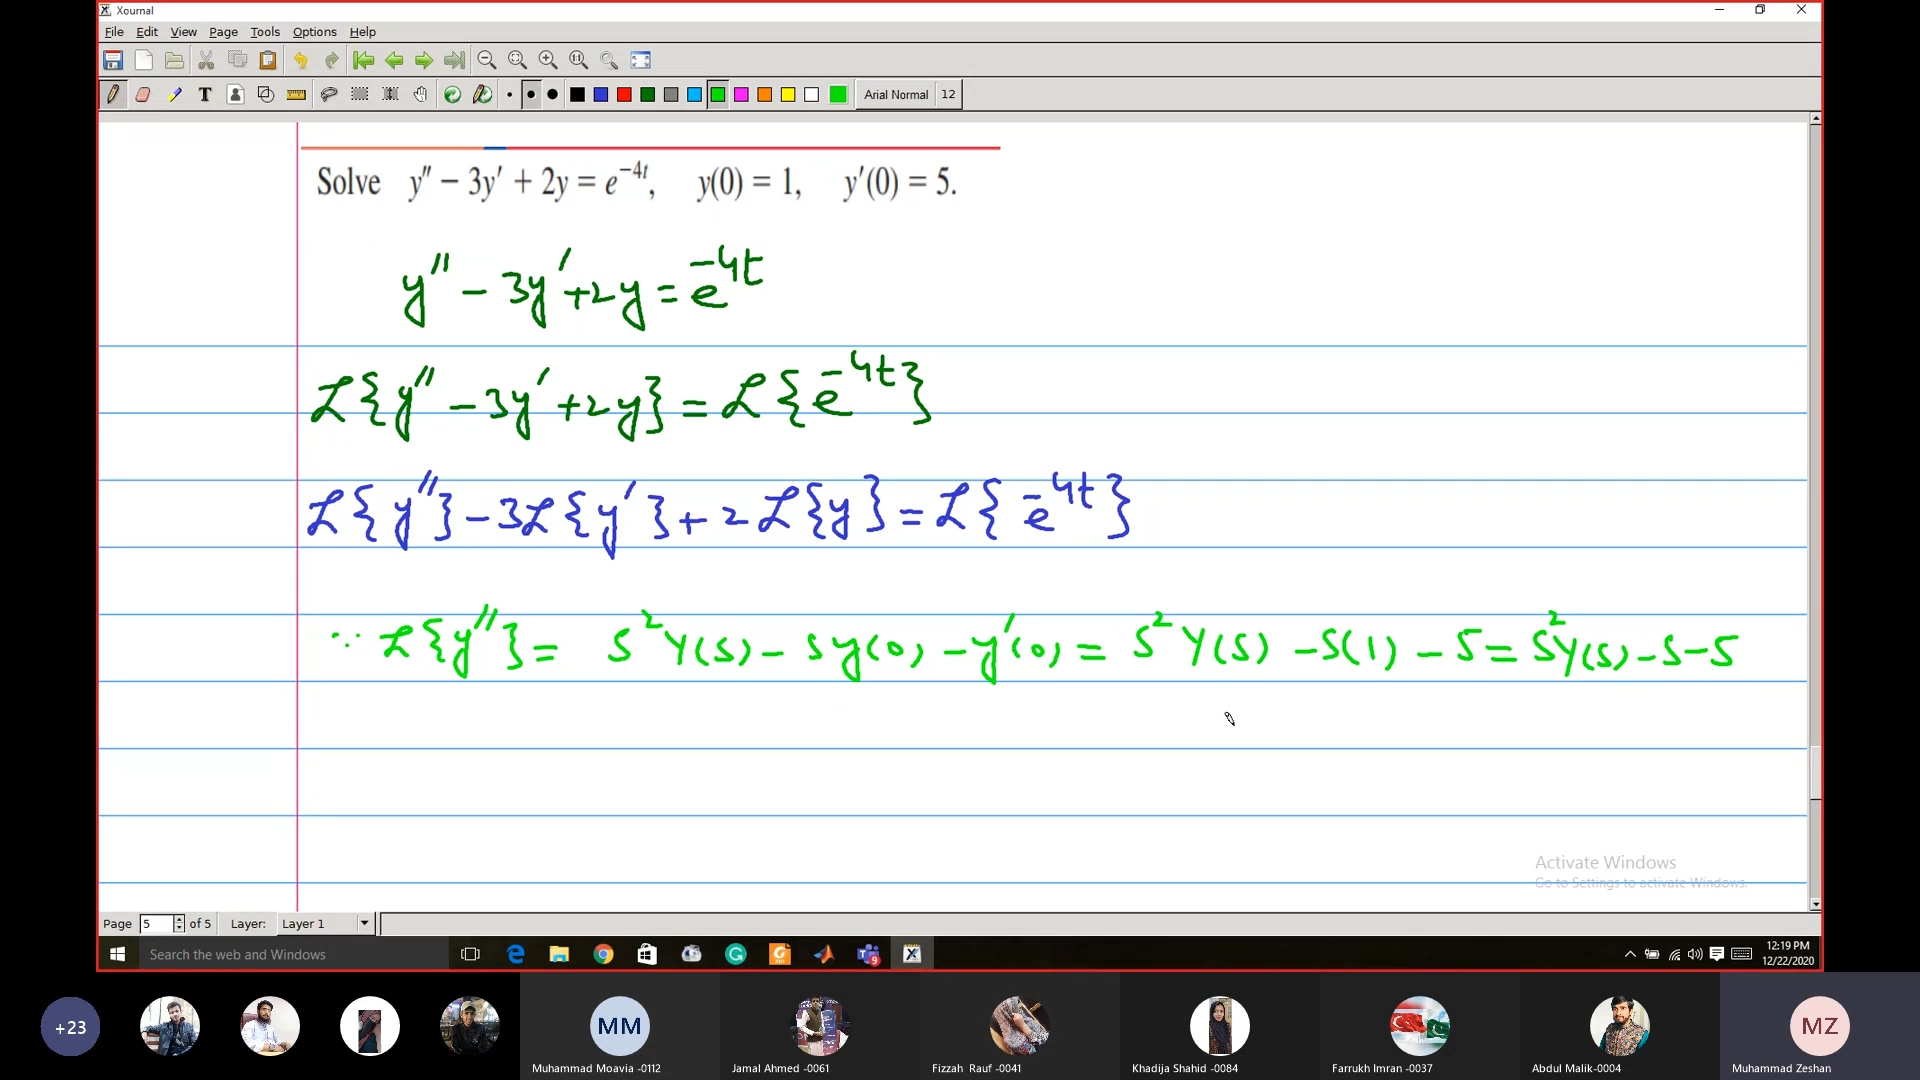 Xournal
File Edit View Page Tools Options Help
Arial Normal 12
Solve y″ − 3y′ + 2y = e⁻⁴ᵗ, y(0) = 1, y′(0) = 5.
y″ − 3y′ + 2y = e⁻⁴ᵗ
ℒ{y″ − 3y′ + 2y} = ℒ{e⁻⁴ᵗ}
ℒ{y″} − 3ℒ{y′} + 2ℒ{y} = ℒ{e⁻⁴ᵗ}
∵ ℒ{y″} = s²Y(s) − sy(0) − y′(0) = s²Y(s) − s(1) − 5 = s²Y(s) − s − 5
Activate Windows
Go to Settings to activate Windows.
Page 5 of 5 Layer: Layer 1
Search the web and Windows
9
12:19 PM
12/22/2020
+23
MM
MZ
Muhammad Moavia -0112
Jamal Ahmed -0061
Fizzah Rauf -0041
Khadija Shahid -0084
Farrukh Imran -0037
Abdul Malik-0004
Muhammad Zeshan